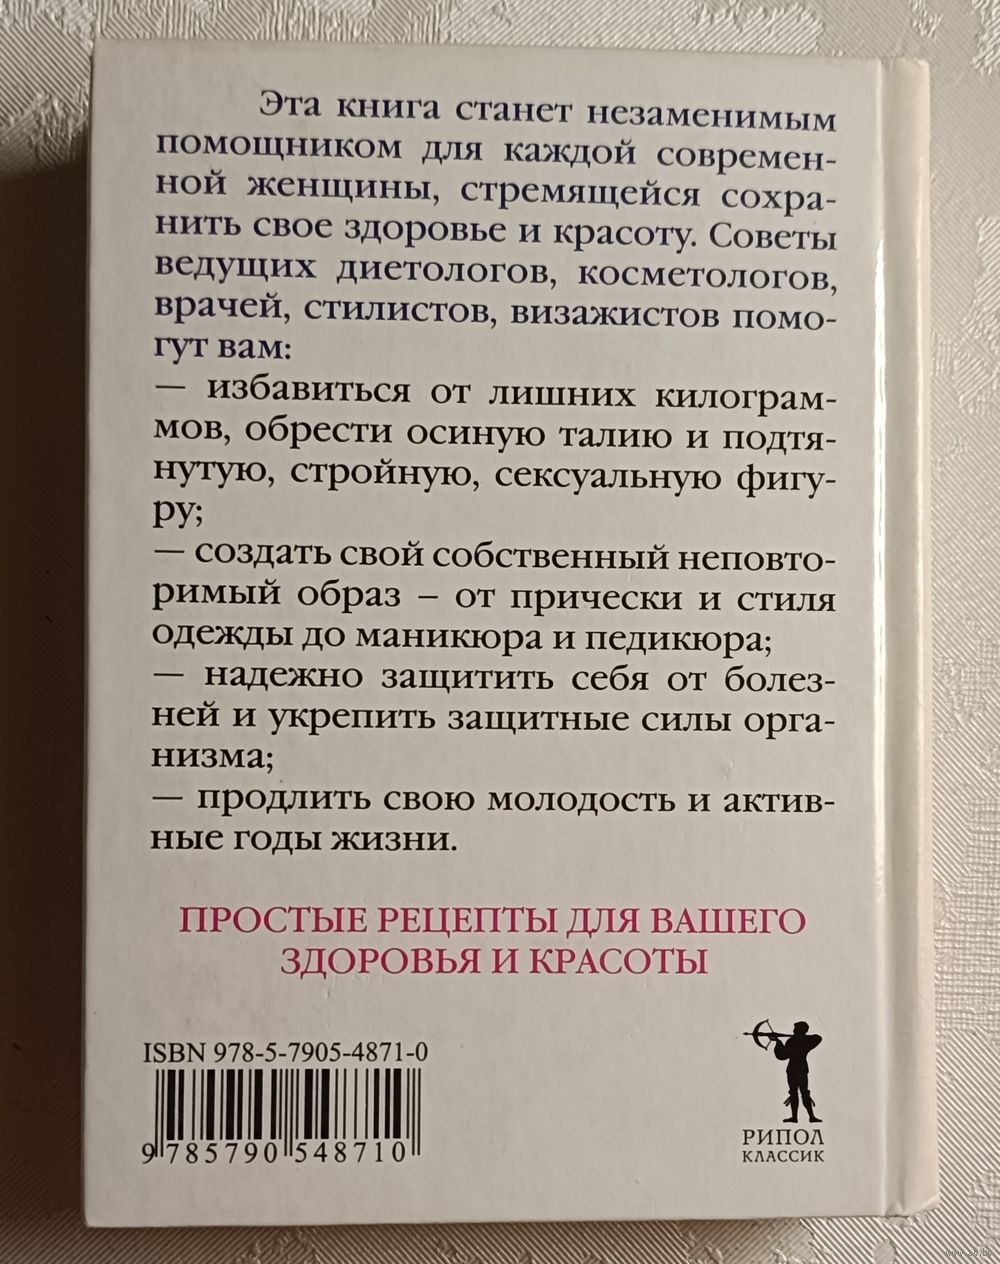 Эта книга станет незаменимым
помощником для каждой современ-
ной женщины, стремящейся сохра-
нить свое здоровье и красоту. Советы
ведущих диетологов, косметологов,
врачей, стилистов, визажистов помо-
гут вам:
— избавиться от лишних килограм-
мов, обрести осиную талию и подтя-
нутую, стройную, сексуальную фигу-
ру;
— создать свой собственный неповто-
римый образ – от прически и стиля
одежды до маникюра и педикюра;
— надежно защитить себя от болез-
ней и укрепить защитные силы орга-
низма;
— продлить свою молодость и актив-
ные годы жизни.
ПРОСТЫЕ РЕЦЕПТЫ ДЛЯ ВАШЕГО
ЗДОРОВЬЯ И КРАСОТЫ
ISBN 978-5-7905-4871-0
9 785790 548710
РИПОЛ
КЛАССИК